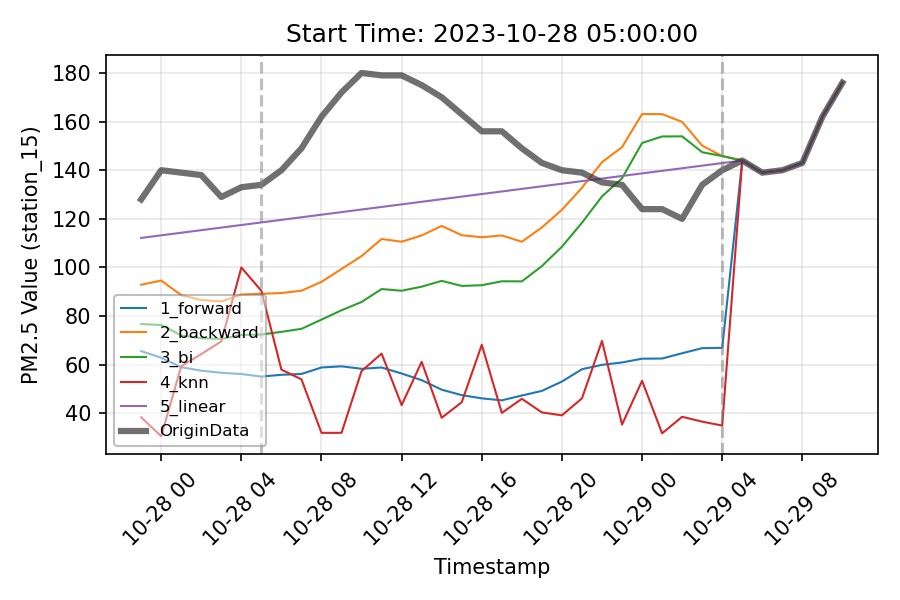 Start Time: 2023-10-28 05:00:00
PM2.5 Value (station_15)
180
160
140
120
100
80
60
40
1_forward
2_backward
3_bi
4_knn
5_linear
OriginData
10-28 00
10-28 04
10-28 08
10-28 12
10-28 16
10-28 20
10-29 00
10-29 04
10-29 08
Timestamp